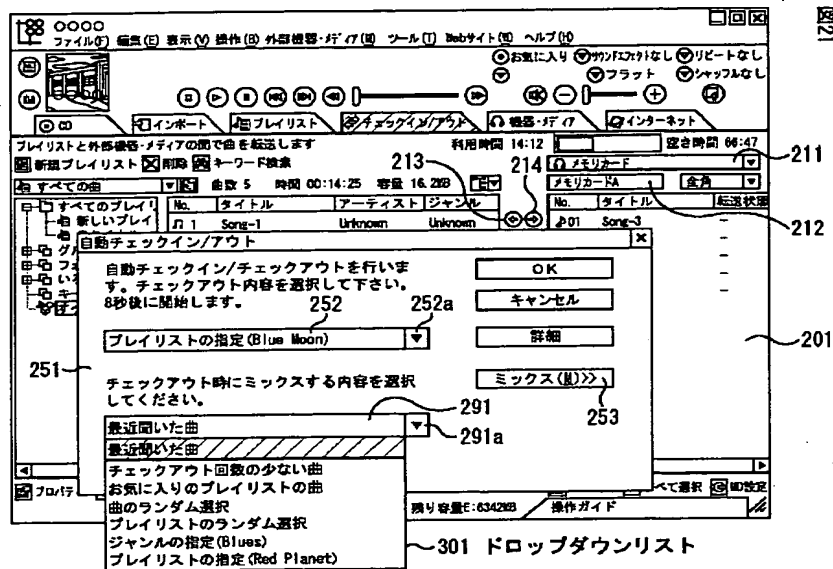 図21
OOOO
ファイル(F) 編集(E) 表示(V) 操作(B) 外部機器・メディア(M) ツール(T) Webサイト(W) ヘルプ(H)
お気に入り サウンドエフェクトなし リピートなし
フラット シャッフルなし
CD インポート プレイリスト チェックイン/アウト 機器・メディア インターネット
プレイリストと外部機器・メディアの間で曲を転送します 利用時間 14:12 空き時間 66:47
新規プレイリスト 削除 キーワード検索 213 214 メモリカード 211
すべての曲 曲数 5 時間 00:14:25 容量 16.2MB メモリカードA 全角 212
すべてのプレイリ No. タイトル アーティスト ジャンル No. タイトル 転送状態
新しいプレイ 1 Song-1 Unknown Unknown 01 Song-3
自動チェックイン/アウト
自動チェックイン/チェックアウトを行いま
す。チェックアウト内容を選択して下さい。
8秒後に開始します。
OK
キャンセル
252 252a
プレイリストの指定(Blue Moon) 詳細
201
251
チェックアウト時にミックスする内容を選択
してください。
ミックス(M)>>
253
291
最近聞いた曲
291a
最近聞いた曲
チェックアウト回数の少ない曲
お気に入りのプレイリストの曲
曲のランダム選択
プレイリストのランダム選択
ジャンルの指定(Blues)
プレイリストの指定(Red Planet)
プロパテ べて選択 MD設定
残り容量E:6342MB 操作ガイド
301 ドロップダウンリスト